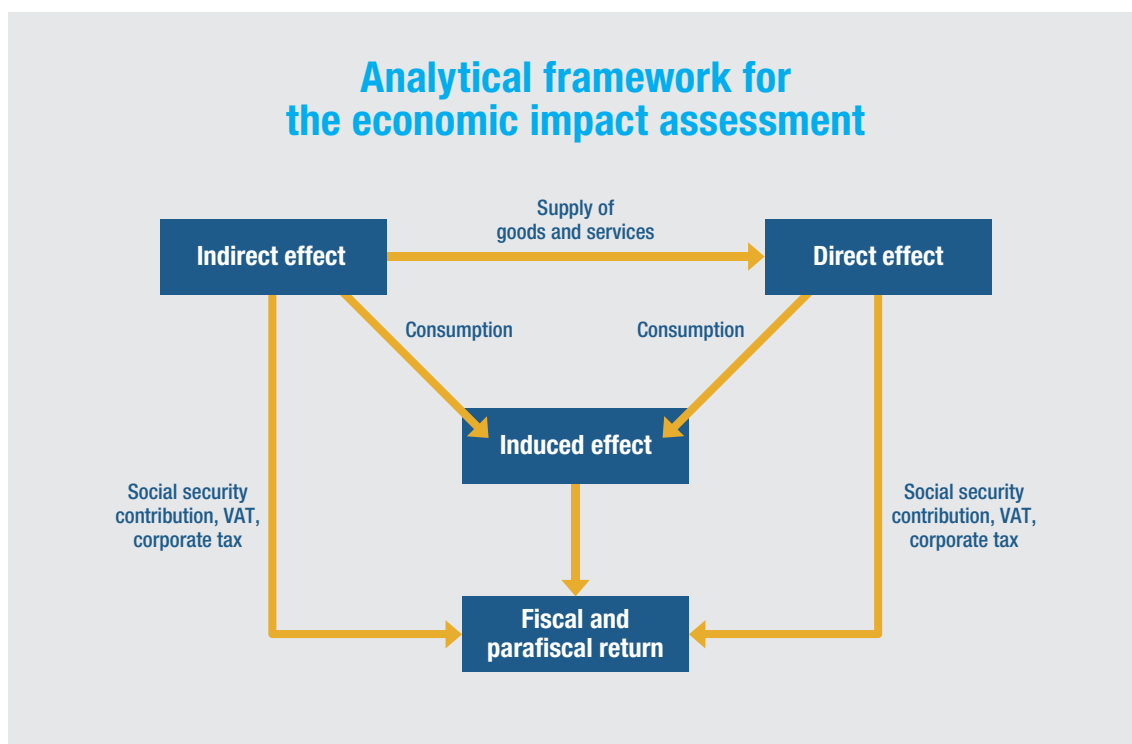 Analytical framework for
the economic impact assessment
Supply of
goods and services
Indirect effect
Direct effect
Consumption
Consumption
Induced effect
Social security
contribution, VAT,
corporate tax
Social security
contribution, VAT,
corporate tax
Fiscal and
parafiscal return